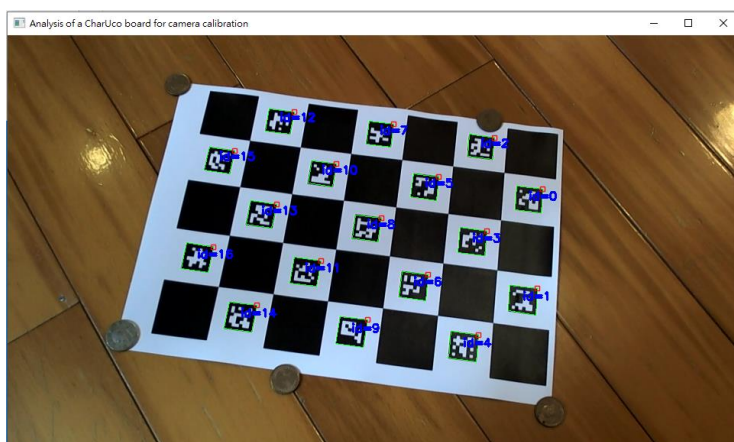 Analysis of a CharUco board for camera calibration
id=12
id=7
id=2
id=15
id=10
id=5
id=0
id=13
id=8
id=3
id=16
id=11
id=6
id=1
id=14
id=9
id=4